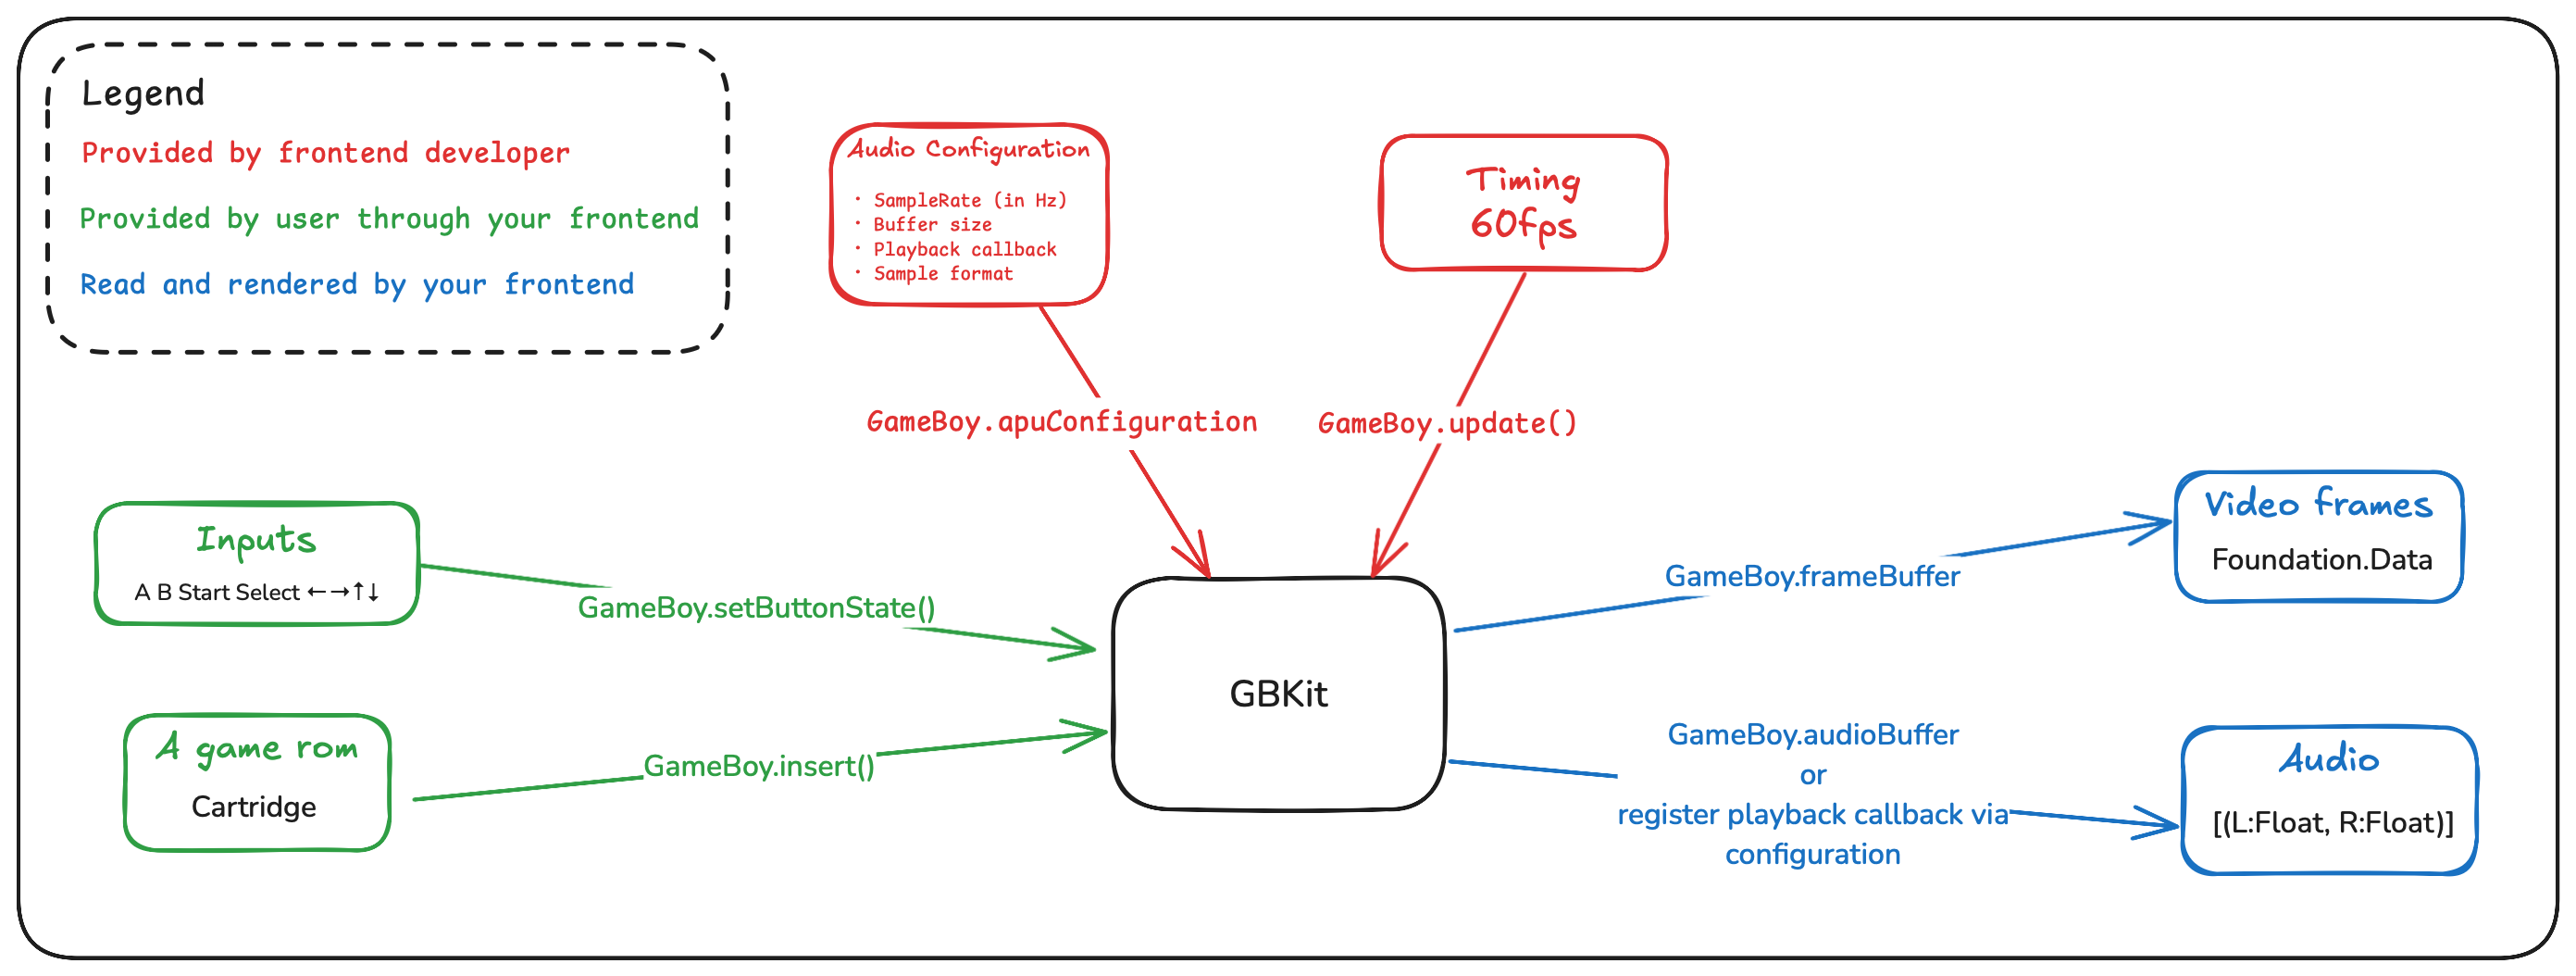 Legend
Provided by frontend developer
Provided by user through your frontend
Read and rendered by your frontend
Audio Configuration
· SampleRate (in Hz)
· Buffer size
· Playback callback
· Sample format
Timing
60fps
GameBoy.apuConfiguration
GameBoy.update()
Inputs
A B Start Select ←→↑↓
GameBoy.setButtonState()
A game rom
Cartridge
GameBoy.insert()
GBKit
GameBoy.frameBuffer
Video frames
Foundation.Data
GameBoy.audioBuffer
or
register playback callback via
configuration
Audio
[(L:Float, R:Float)]